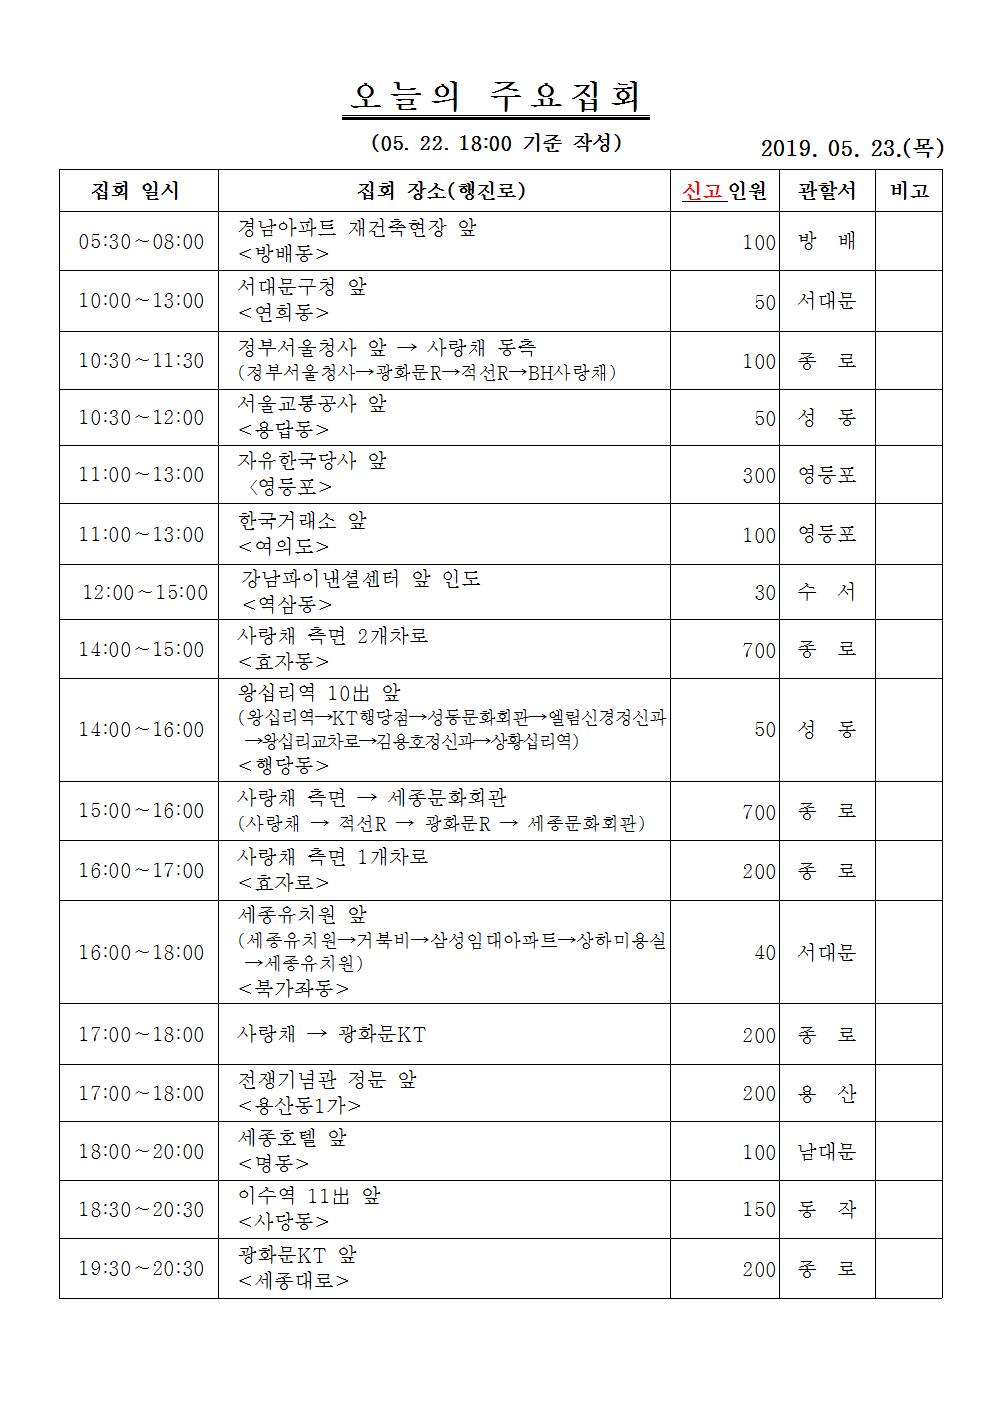 오늘의 주요집회
(05. 22. 18:00 기준 작성)
2019. 05. 23.(목)
집회 일시 집회 장소(행진로) 신고인원 관할서 비고
05:30~08:00 경남아파트 재건축현장 앞 100 방 배
<방배동>
10:00~13:00 서대문구청 앞 50 서대문
<연희동>
10:30~11:30 정부서울청사 앞 → 사랑채 동측 100 종 로
(정부서울청사→광화문R→적선R→BH사랑채)
10:30~12:00 서울교통공사 앞 50 성 동
<용답동>
11:00~13:00 자유한국당사 앞 300 영등포
〈영등포>
11:00~13:00 한국거래소 앞 100 영등포
<여의도>
12:00~15:00 강남파이낸셜센터 앞 인도 30 수 서
<역삼동>
14:00~15:00 사랑채 측면 2개차로 700 종 로
<효자동>
14:00~16:00 왕십리역 10出 앞 50 성 동
(왕십리역→KT행당점→성동문화회관→엘림신경정신과
→왕십리교차로→김용호정신과→상왕십리역)
<행당동>
15:00~16:00 사랑채 측면 → 세종문화회관 700 종 로
(사랑채 → 적선R → 광화문R → 세종문화회관)
16:00~17:00 사랑채 측면 1개차로 200 종 로
<효자로>
16:00~18:00 세종유치원 앞 40 서대문
(세종유치원→거북비→삼성임대아파트→상하미용실
→세종유치원)
<북가좌동>
17:00~18:00 사랑채 → 광화문KT 200 종 로
17:00~18:00 전쟁기념관 정문 앞 200 용 산
<용산동1가>
18:00~20:00 세종호텔 앞 100 남대문
<명동>
18:30~20:30 이수역 11出 앞 150 동 작
<사당동>
19:30~20:30 광화문KT 앞 200 종 로
<세종대로>